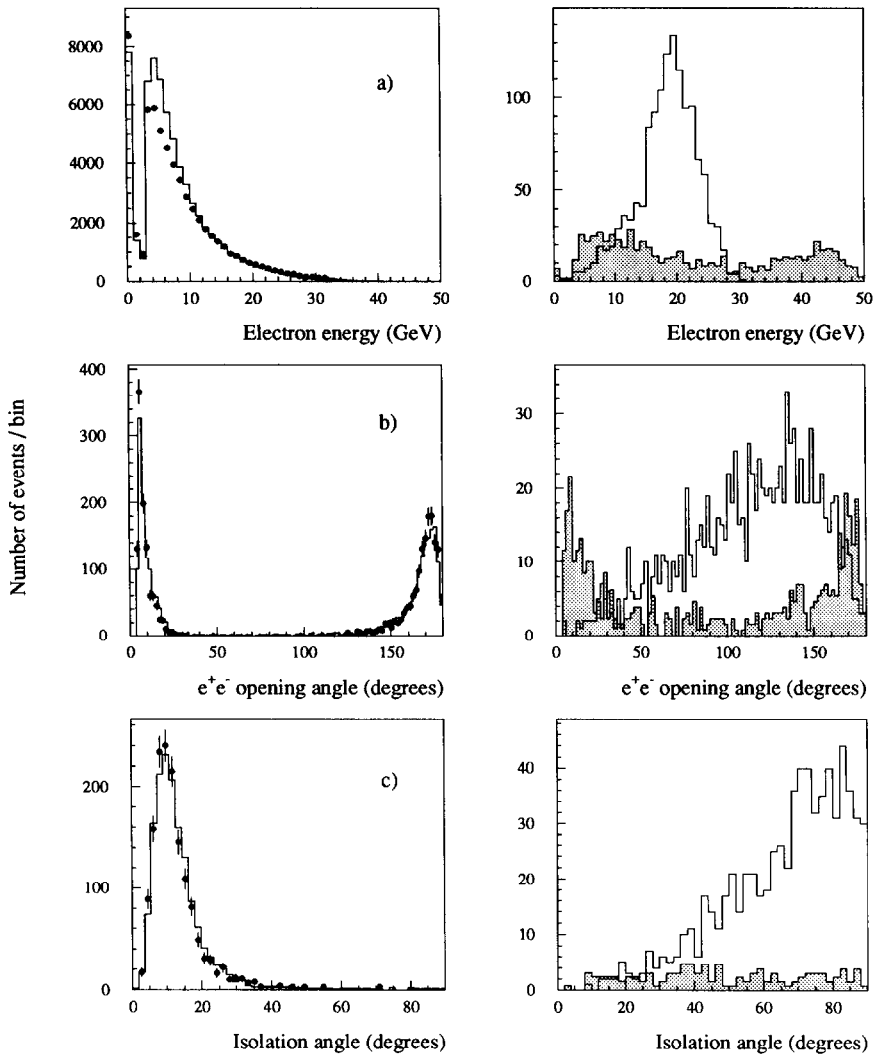 8000
6000
4000
2000
0
0 10 20 30 40 50
a)
Electron energy (GeV)
100
50
0
0 10 20 30 40 50
Electron energy (GeV)
Number of events / bin
400
300
200
100
0
0 50 100 150
b)
e+e- opening angle (degrees)
30
20
10
0
0 50 100 150
e+e- opening angle (degrees)
200
100
0
0 20 40 60 80
c)
Isolation angle (degrees)
40
30
20
10
0
0 20 40 60 80
Isolation angle (degrees)